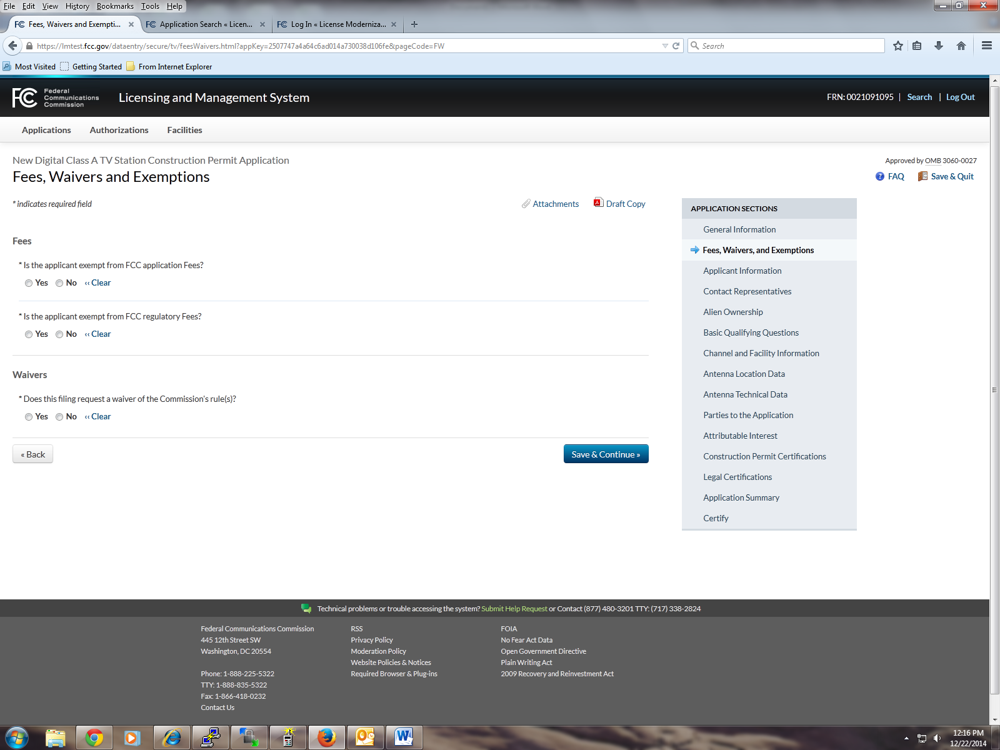 File Edit View History Bookmarks Tools Help
FC Fees, Waivers and Exempti... × FC Application Search « Licen... × FC Log In « License Moderniza... × +
https://lmtest.fcc.gov/dataentry/secure/tv/feesWaivers.html?appKey=2507747a4a64c6ad014a730038d106fe&pageCode=FW Search
Most Visited Getting Started From Internet Explorer
FC Federal
Communications
Commission
Licensing and Management System
FRN: 0021091095 | Search | Log Out
Applications Authorizations Facilities
New Digital Class A TV Station Construction Permit Application
Fees, Waivers and Exemptions
Approved by OMB 3060-0027
? FAQ Save & Quit
* indicates required field
Attachments Draft Copy
Fees
* Is the applicant exempt from FCC application Fees?
Yes No ‹‹ Clear
* Is the applicant exempt from FCC regulatory Fees?
Yes No ‹‹ Clear
Waivers
* Does this filing request a waiver of the Commission's rule(s)?
Yes No ‹‹ Clear
« Back Save & Continue »
APPLICATION SECTIONS
General Information
Fees, Waivers, and Exemptions
Applicant Information
Contact Representatives
Alien Ownership
Basic Qualifying Questions
Channel and Facility Information
Antenna Location Data
Antenna Technical Data
Parties to the Application
Attributable Interest
Construction Permit Certifications
Legal Certifications
Application Summary
Certify
Technical problems or trouble accessing the system? Submit Help Request or Contact (877) 480-3201 TTY: (717) 338-2824
Federal Communications Commission
445 12th Street SW
Washington, DC 20554
Phone: 1-888-225-5322
TTY: 1-888-835-5322
Fax: 1-866-418-0232
Contact Us
RSS
Privacy Policy
Moderation Policy
Website Policies & Notices
Required Browser & Plug-ins
FOIA
No Fear Act Data
Open Government Directive
Plain Writing Act
2009 Recovery and Reinvestment Act
12:16 PM
12/22/2014